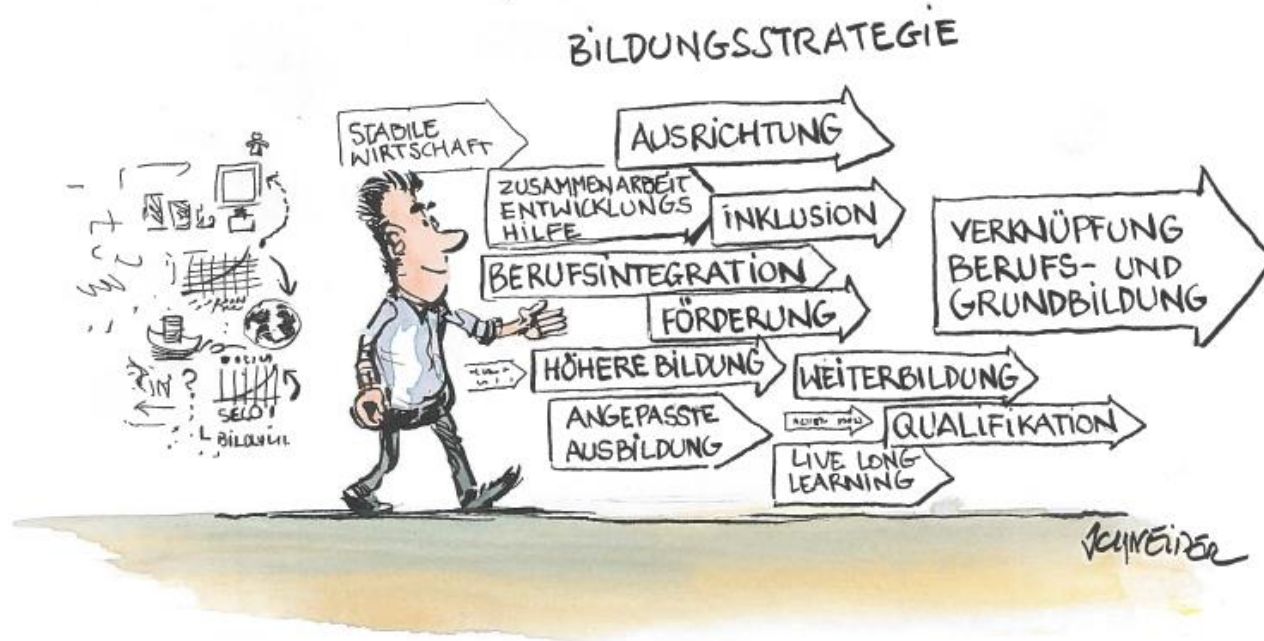 BILDUNGSSTRATEGIE
STABILE
WIRTSCHAFT
AUSRICHTUNG
ZUSAMMENARBEIT
ENTWICKLUNGS
HILFE
INKLUSION
VERKNÜPFUNG
BERUFS- UND
GRUNDBILDUNG
BERUFSINTEGRATION
FÖRDERUNG
HÖHERE BILDUNG
WEITERBILDUNG
ANGEPASSTE
AUSBILDUNG
QUALIFIKATION
LIVE LONG
LEARNING
?
SECO
SCHNEIDER